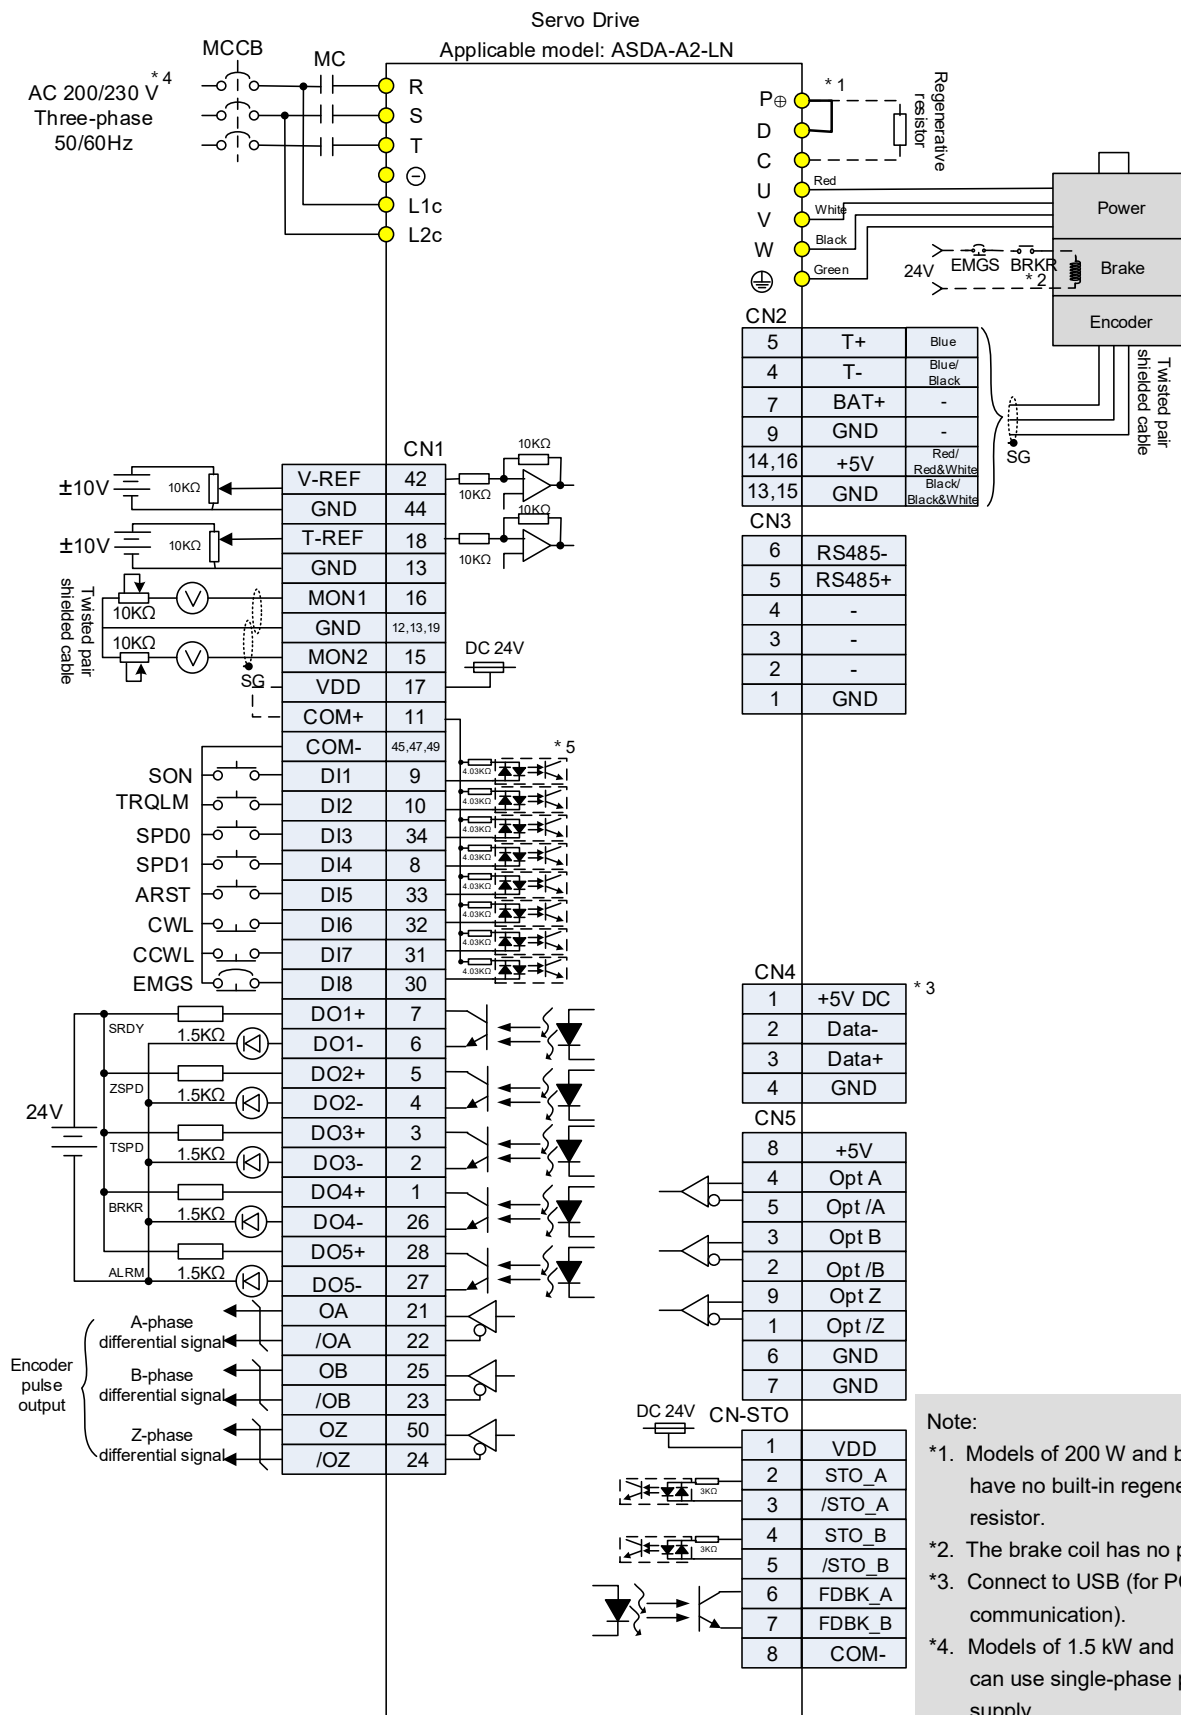 Servo Drive
Applicable model: ASDA-A2-LN
MCCB
MC
AC 200/230 V *4
Three-phase
50/60Hz
R
S
T
⊖
L1c
L2c
P⊕
D
C
U
V
W
* 1
Regenerative
resistor
Red
White
Black
Green
Power
Brake
Encoder
24V
EMGS
BRKR
* 2
Twisted pair
shielded cable
SG
CN2
5 T+ Blue
4 T- Blue/
Black
7 BAT+ -
9 GND -
14,16 +5V Red/
Red&White
13,15 GND Black/
Black&White
CN3
6 RS485-
5 RS485+
4 -
3 -
2 -
1 GND
CN1
±10V 10KΩ V-REF 42 10KΩ 10KΩ
GND 44
±10V 10KΩ T-REF 18 10KΩ 10KΩ
GND 13
Twisted pair
shielded cable
10KΩ V MON1 16
GND 12,13,19
10KΩ V MON2 15
SG
DC 24V
VDD 17
COM+ 11
COM- 45,47,49
* 5
SON DI1 9 4.03KΩ
TRQLM DI2 10 4.03KΩ
SPD0 DI3 34 4.03KΩ
SPD1 DI4 8 4.03KΩ
ARST DI5 33 4.03KΩ
CWL DI6 32 4.03KΩ
CCWL DI7 31 4.03KΩ
EMGS DI8 30 4.03KΩ
24V
SRDY DO1+ 7
1.5KΩ DO1- 6
ZSPD DO2+ 5
1.5KΩ DO2- 4
TSPD DO3+ 3
1.5KΩ DO3- 2
BRKR DO4+ 1
1.5KΩ DO4- 26
DO5+ 28
ALRM 1.5KΩ DO5- 27
Encoder
pulse
output
A-phase
differential signal
OA 21
/OA 22
B-phase
differential signal
OB 25
/OB 23
Z-phase
differential signal
OZ 50
/OZ 24
CN4
* 3
1 +5V DC
2 Data-
3 Data+
4 GND
CN5
8 +5V
4 Opt A
5 Opt /A
3 Opt B
2 Opt /B
9 Opt Z
1 Opt /Z
6 GND
7 GND
DC 24V
CN-STO
1 VDD
2 STO_A
3KΩ
3 /STO_A
4 STO_B
3KΩ
5 /STO_B
6 FDBK_A
7 FDBK_B
8 COM-
Note:
*1. Models of 200 W and
have no built-in
resistor.
*2. The brake coil has no
*3. Connect to USB (for
communication).
*4. Models of 1.5 kW and
can use single-phase
supply.